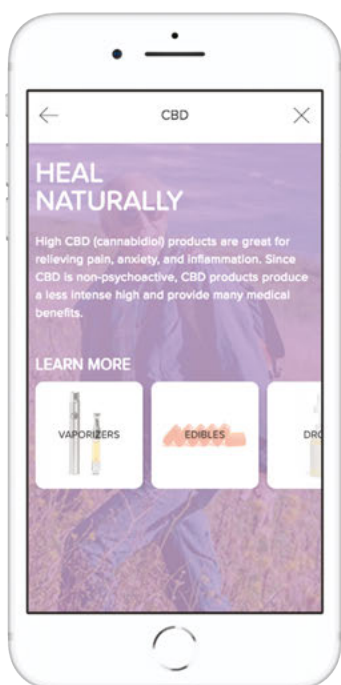 CBD
HEAL
NATURALLY
High CBD (cannabidiol) products are great for
relieving pain, anxiety, and inflammation. Since
CBD is non-psychoactive, CBD products produce
a less intense high and provide many medical
benefits.
LEARN MORE
VAPORIZERS
EDIBLES
DRO